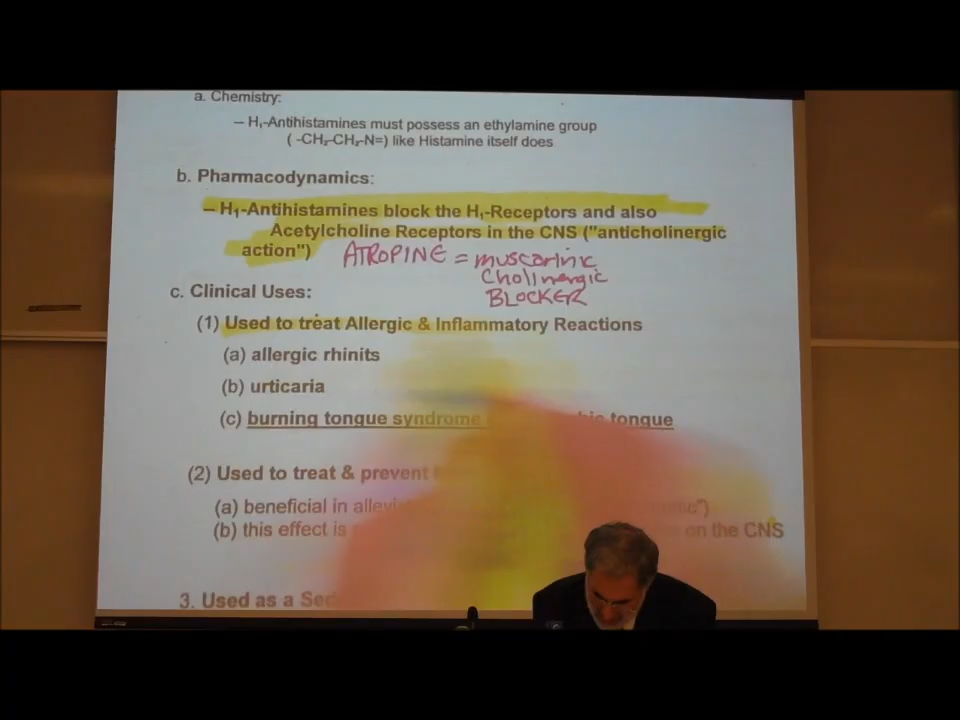 a. Chemistry:
– H₁-Antihistamines must possess an ethylamine group
( -CH₂-CH₂-N=) like Histamine itself does
b. Pharmacodynamics:
– H₁-Antihistamines block the H₁-Receptors and also
Acetylcholine Receptors in the CNS ("anticholinergic
action")
ATROPINE = muscarinic
Cholinergic
BLOCKER
c. Clinical Uses:
(1) Used to treat Allergic & Inflammatory Reactions
(a) allergic rhinits
(b) urticaria
(c) burning tongue syndrome tongue
(2) Used to treat & prevent
(a) beneficial in
(b) this effect is on the CNS
3. Used as a